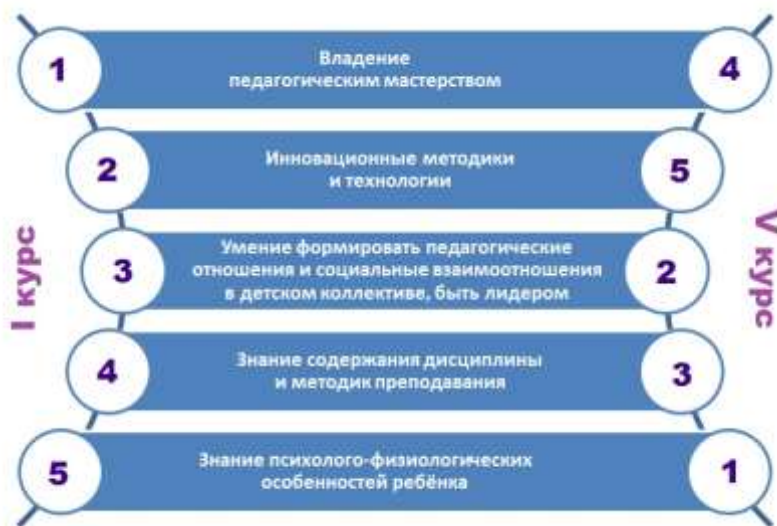 1
Владение
педагогическим мастерством
4
2
Инновационные методики
и технологии
5
I курс
3
Умение формировать педагогические
отношения и социальные взаимоотношения
в детском коллективе, быть лидером
2
V курс
4
Знание содержания дисциплины
и методик преподавания
3
5
Знание психолого-физиологических
особенностей ребёнка
1